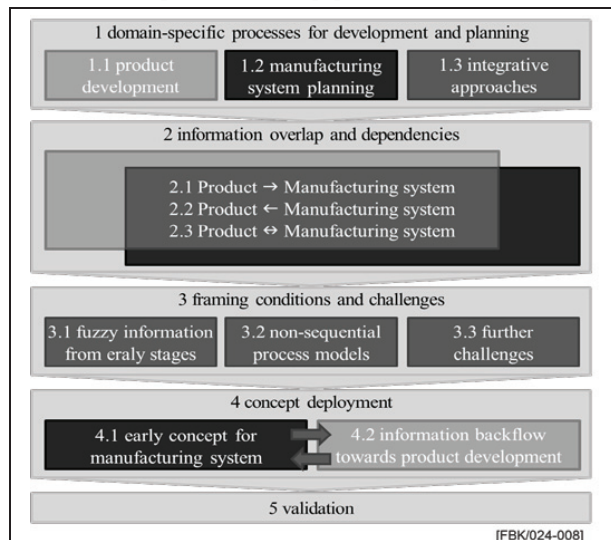 1 domain-specific processes for development and planning
1.1 product
development
1.2 manufacturing
system planning
1.3 integrative
approaches
2 information overlap and dependencies
2.1 Product → Manufacturing system
2.2 Product ← Manufacturing system
2.3 Product ↔ Manufacturing system
3 framing conditions and challenges
3.1 fuzzy information
from eraly stages
3.2 non-sequential
process models
3.3 further
challenges
4 concept deployment
4.1 early concept for
manufacturing system
4.2 information backflow
towards product development
5 validation
[FBK/024-008]